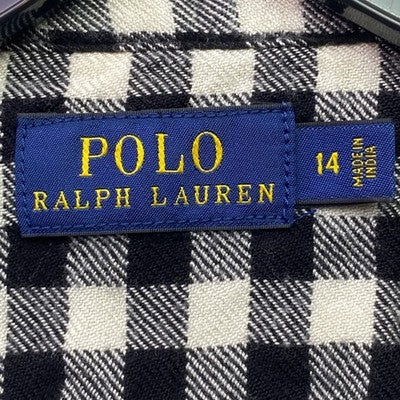 POLO
RALPH LAUREN
14
MADE IN
INDIA